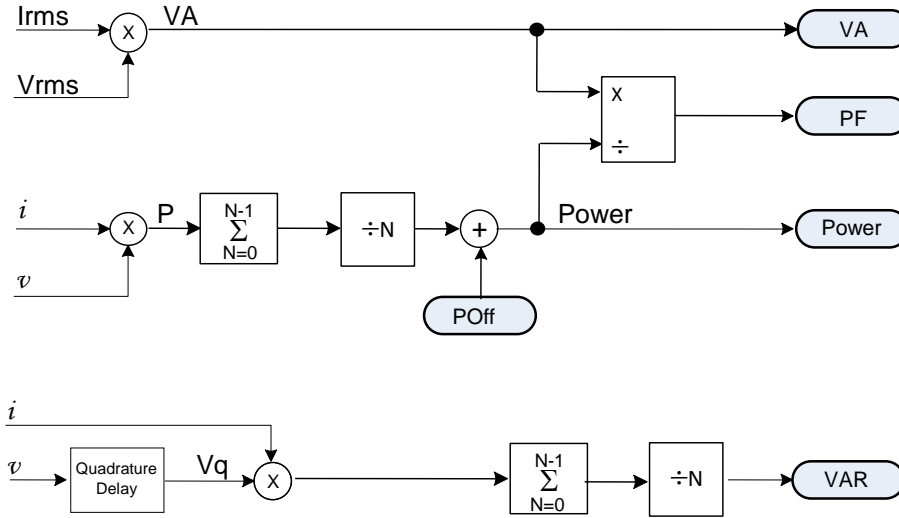 Irms
X
VA
VA
Vrms
X
÷
PF
i
X
P
N-1
Σ
N=0
÷N
+
Power
Power
v
POff
i
v
Quadrature
Delay
Vq
X
N-1
Σ
N=0
÷N
VAR